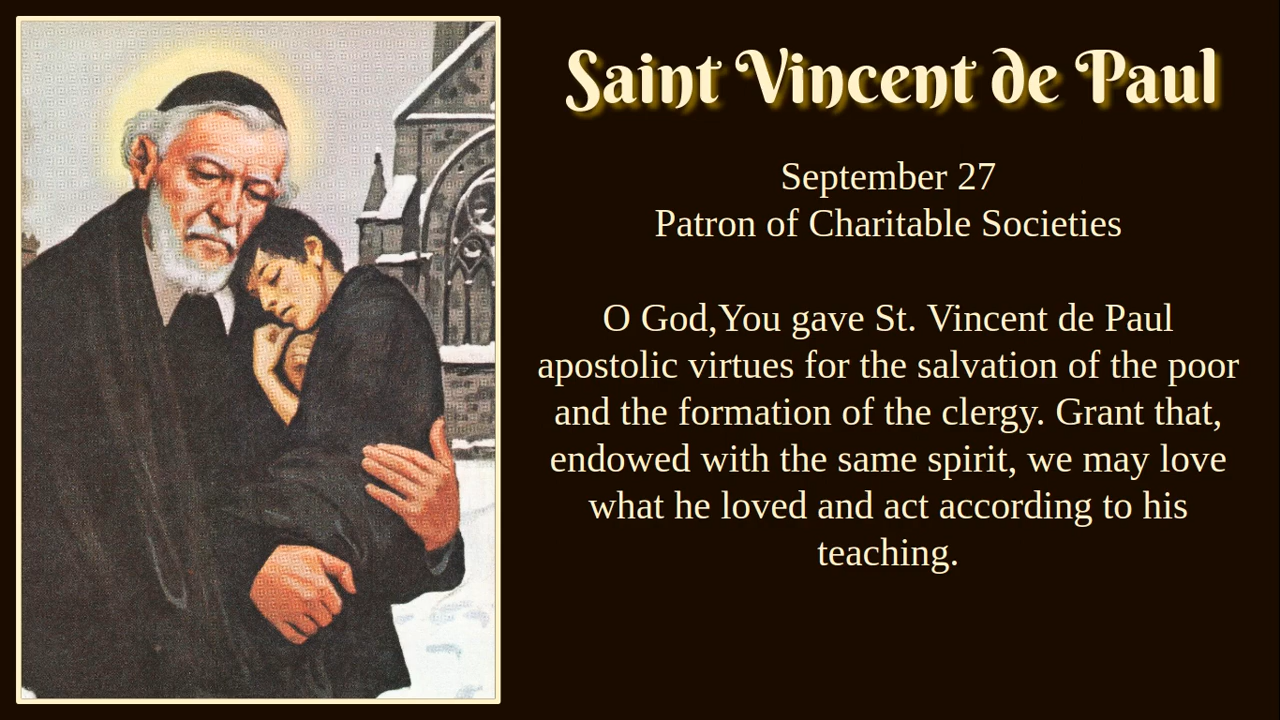 Saint Vincent de Paul
September 27
Patron of Charitable Societies
O God,You gave St. Vincent de Paul
apostolic virtues for the salvation of the poor
and the formation of the clergy. Grant that,
endowed with the same spirit, we may love
what he loved and act according to his
teaching.